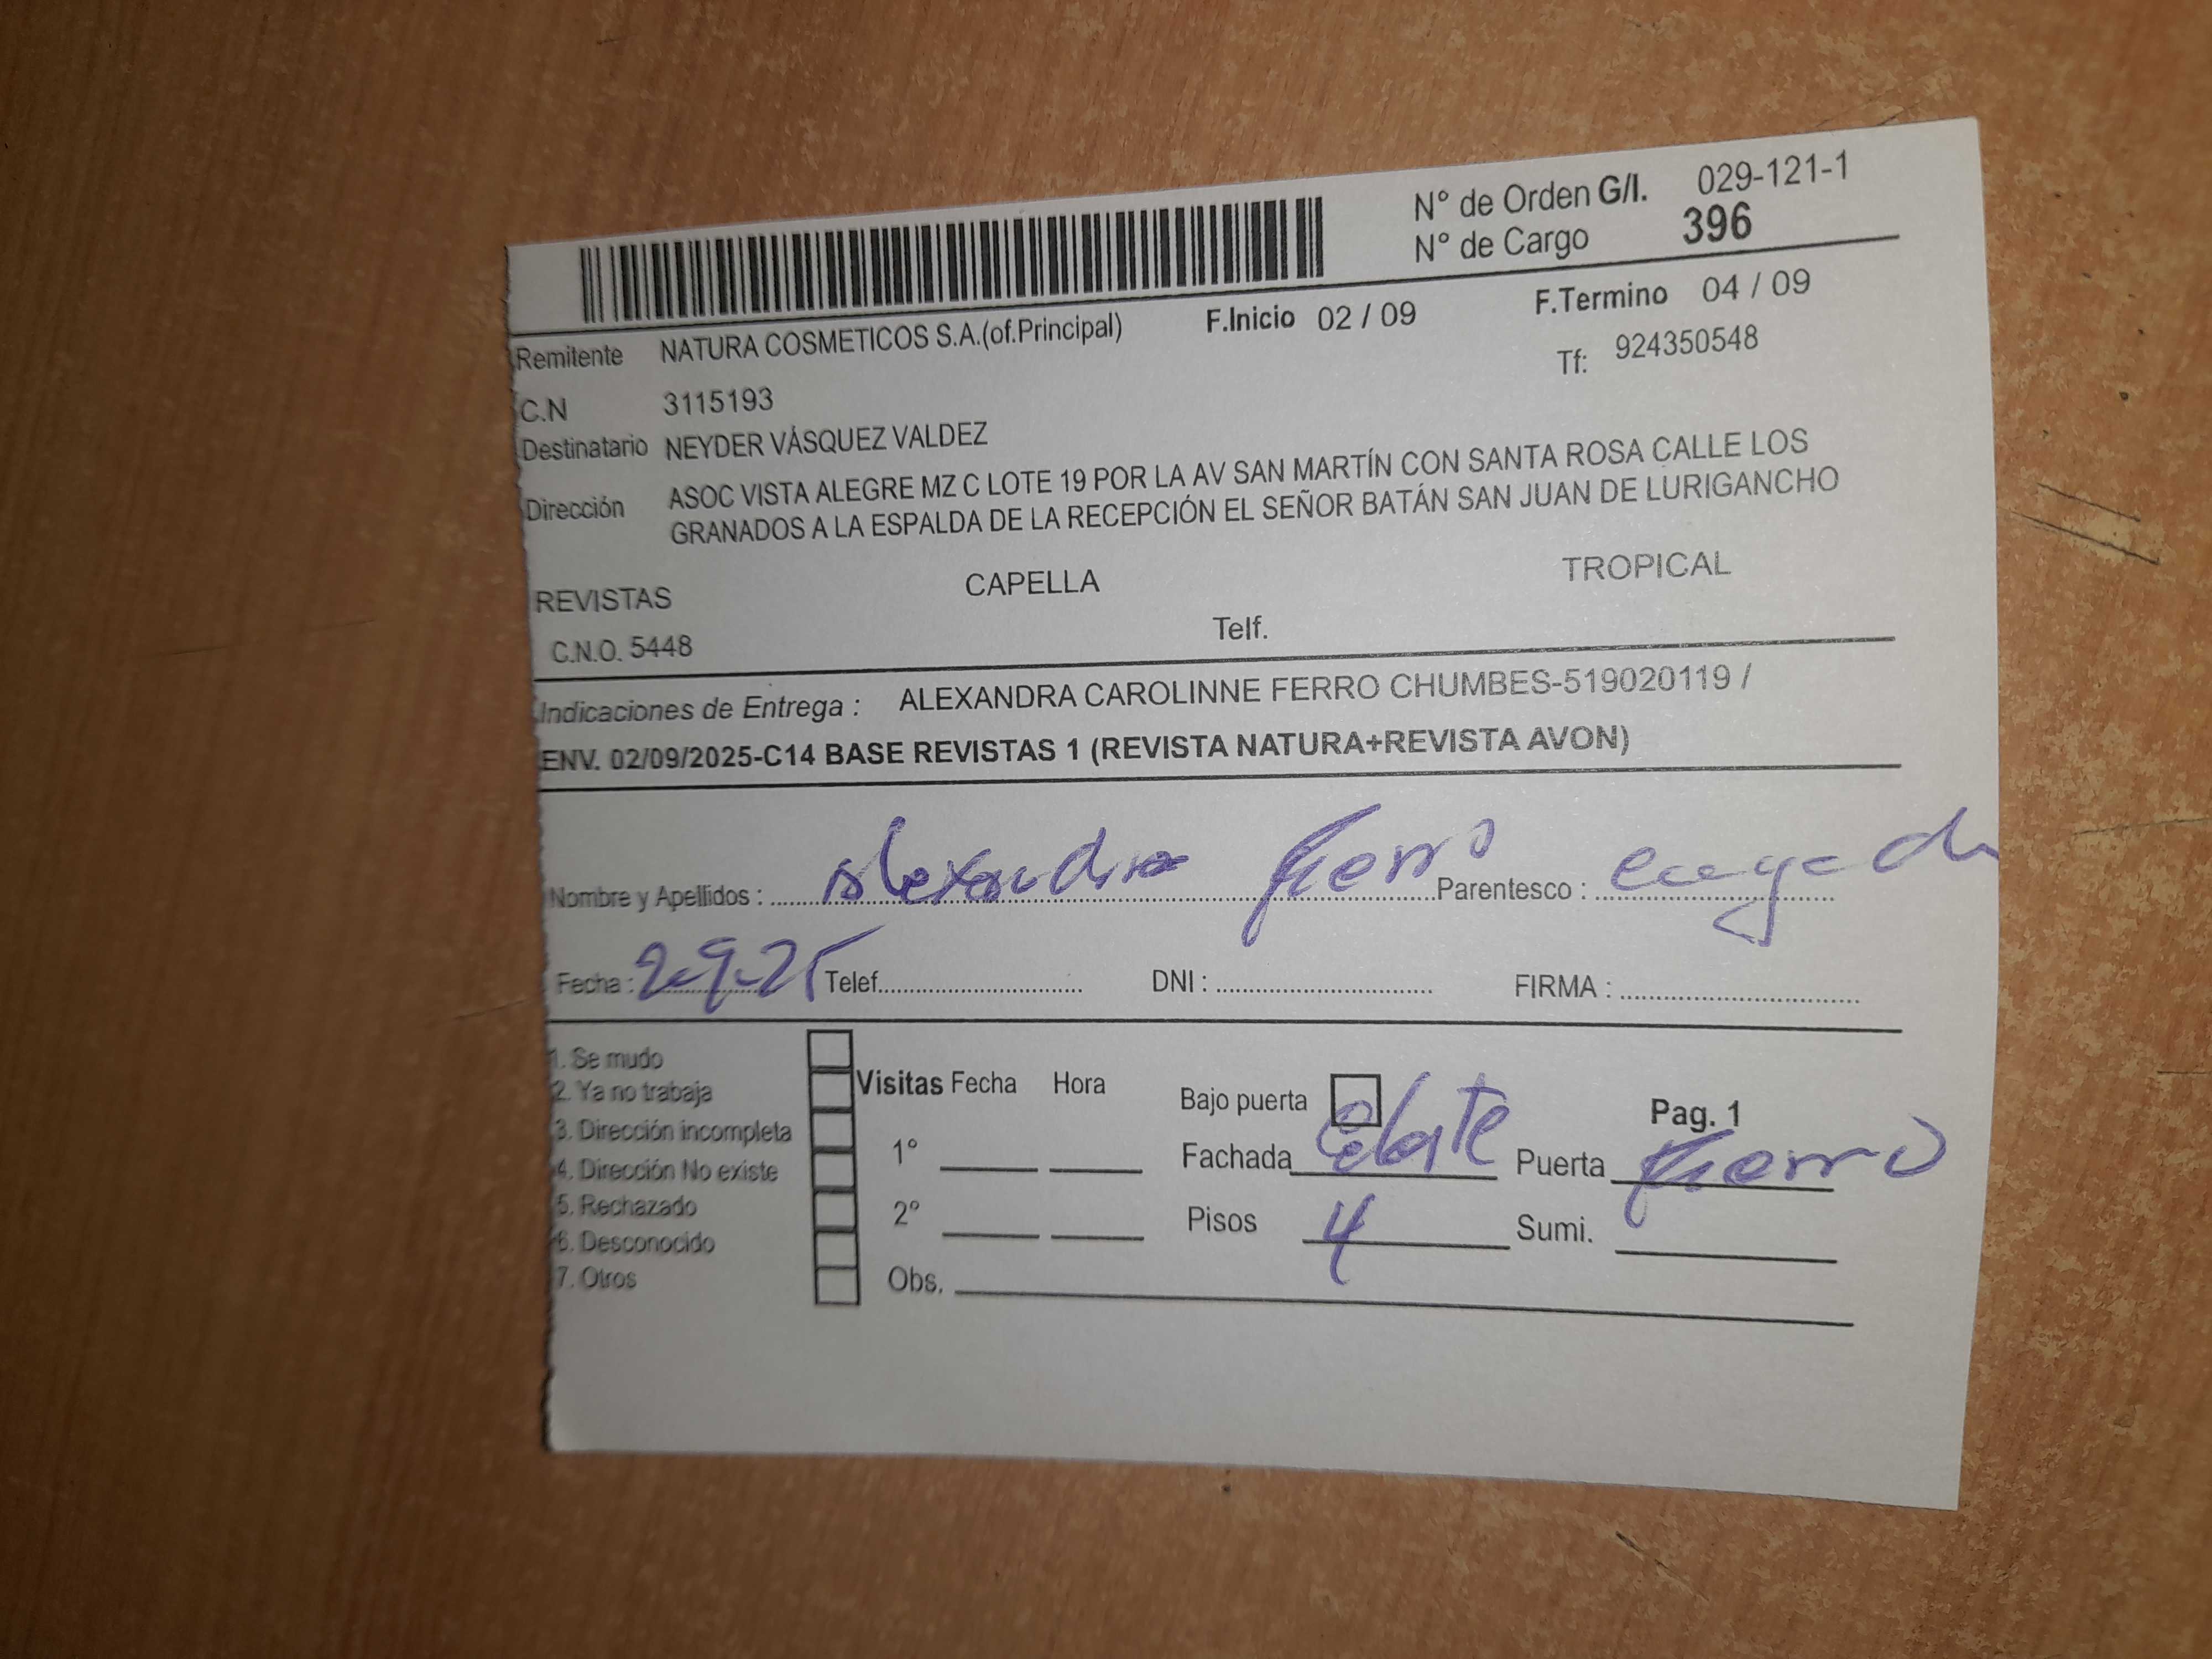 N° de Orden G/I. 029-121-1
N° de Cargo 396
F.Inicio 02 / 09 F.Termino 04 / 09
Remitente NATURA COSMETICOS S.A.(of.Principal)
Tf: 924350548
C.N 3115193
Destinatario NEYDER VÁSQUEZ VALDEZ
Dirección ASOC VISTA ALEGRE MZ C LOTE 19 POR LA AV SAN MARTÍN CON SANTA ROSA CALLE LOS
GRANADOS A LA ESPALDA DE LA RECEPCIÓN EL SEÑOR BATÁN SAN JUAN DE LURIGANCHO
REVISTAS CAPELLA TROPICAL
C.N.O. 5448 Telf.
Indicaciones de Entrega : ALEXANDRA CAROLINNE FERRO CHUMBES-519020119 /
ENV. 02/09/2025-C14 BASE REVISTAS 1 (REVISTA NATURA+REVISTA AVON)
Nombre y Apellidos : Alexandra Fierro Parentesco :
Fecha : 2-9-25 Telef. DNI : FIRMA :
1. Se mudo
2. Ya no trabaja
3. Dirección incompleta
4. Dirección No existe
5. Rechazado
6. Desconocido
7. Otros
Visitas Fecha Hora
1°
2°
Obs.
Bajo puerta Pag. 1
Fachada Celeste Puerta Fierro
Pisos 4 Sumi.